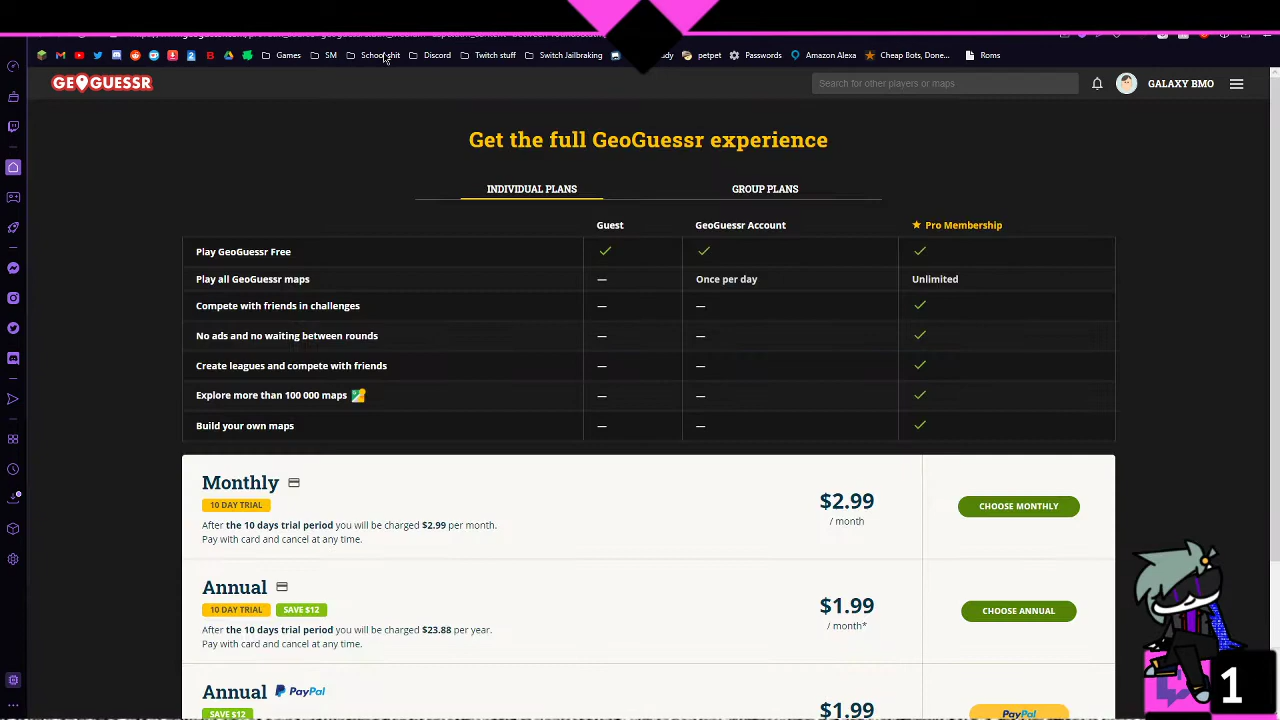 Games SM Schoolshit Discord Twitch stuff Switch Jailbreaking petpet Passwords Amazon Alexa Cheap Bots, Done... Roms
GEOGUESSR Search for other players or maps GALAXY BMO
Get the full GeoGuessr experience
INDIVIDUAL PLANS GROUP PLANS
Guest GeoGuessr Account Pro Membership
Play GeoGuessr Free
Play all GeoGuessr maps — Once per day Unlimited
Compete with friends in challenges — —
No ads and no waiting between rounds — —
Create leagues and compete with friends — —
Explore more than 100 000 maps — —
Build your own maps — —
Monthly
10 DAY TRIAL
After the 10 days trial period you will be charged $2.99 per month.
Pay with card and cancel at any time.
$2.99
/ month
CHOOSE MONTHLY
Annual
10 DAY TRIAL SAVE $12
After the 10 days trial period you will be charged $23.88 per year.
Pay with card and cancel at any time.
$1.99
/ month*
CHOOSE ANNUAL
Annual PayPal
SAVE $12
$1.99
PayPal
1